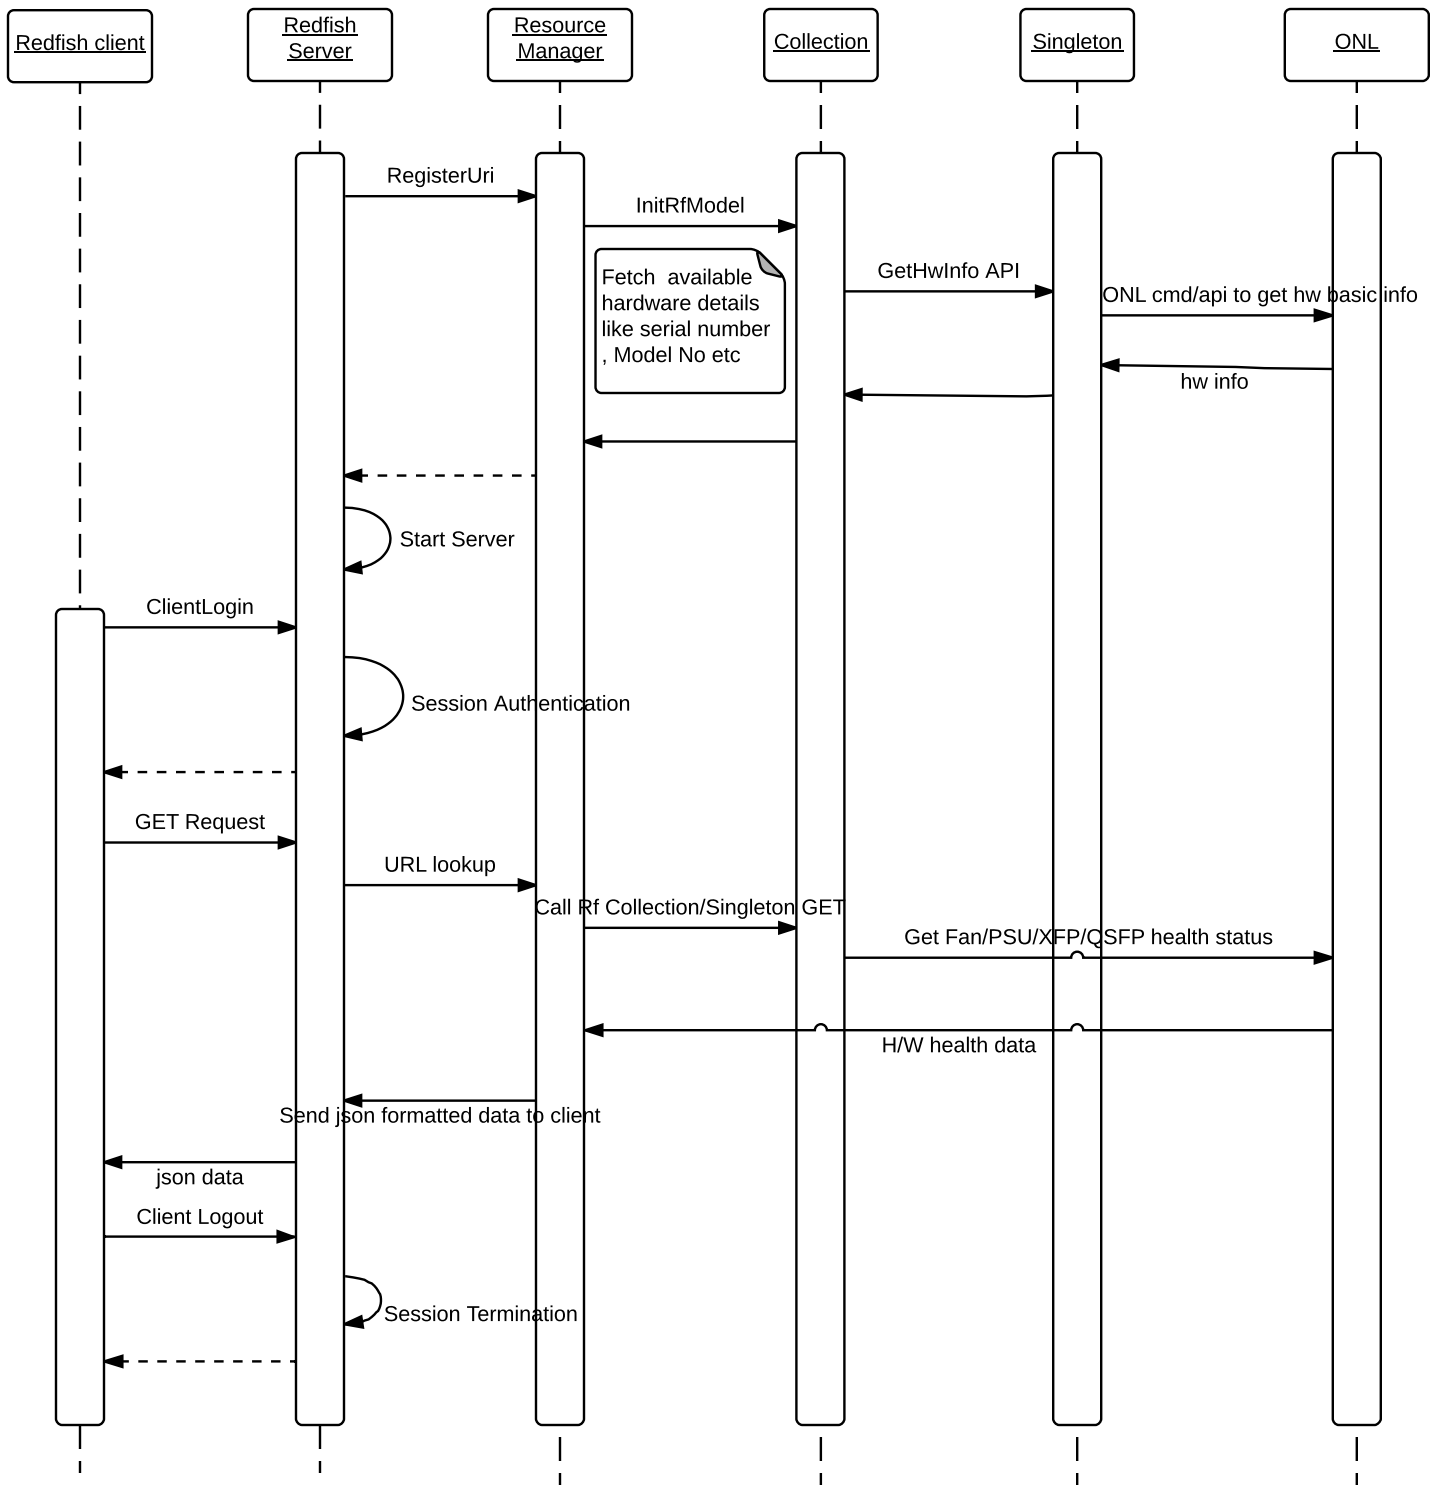 Redfish client
Redfish
Server
Resource
Manager
Collection
Singleton
ONL
RegisterUri
InitRfModel
Fetch  available
hardware details
like serial number
, Model No etc
GetHwInfo API
ONL cmd/api to get hw basic info
hw info
Start Server
ClientLogin
Session Authentication
GET Request
URL lookup
Call Rf Collection/Singleton GET
Get Fan/PSU/XFP/QSFP health status
H/W health data
Send json formatted data to client
json data
Client Logout
Session Termination